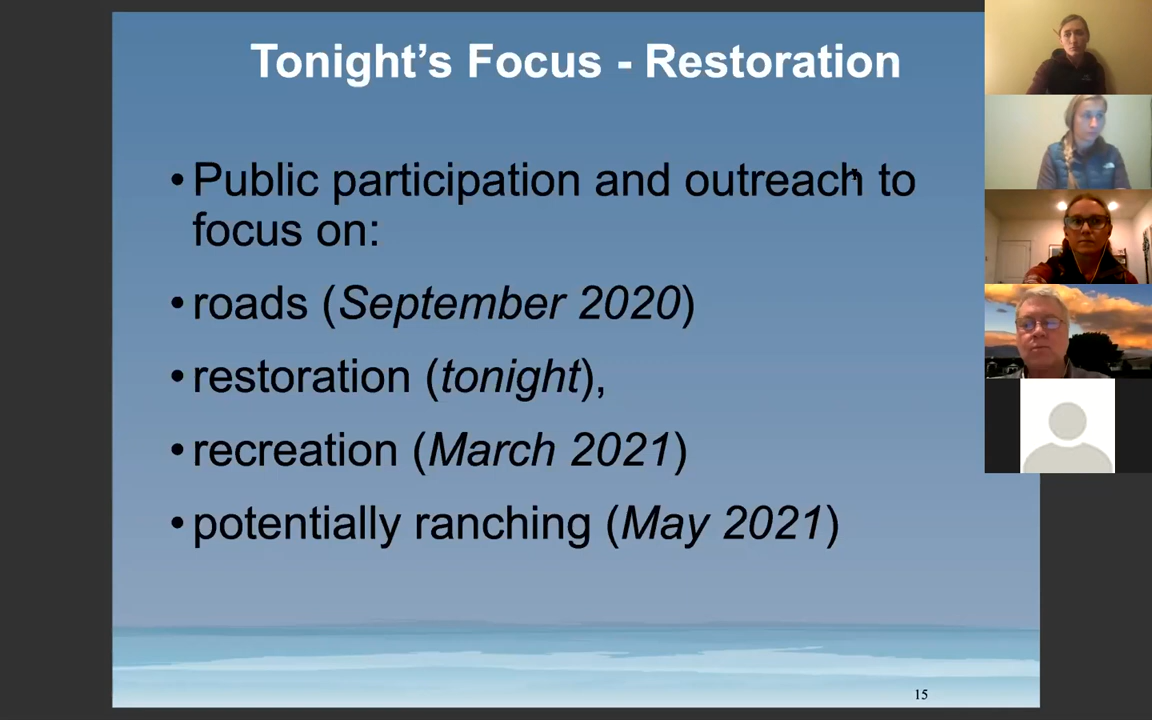 Tonight's Focus - Restoration
• Public participation and outreach to
focus on:
• roads (September 2020)
• restoration (tonight),
• recreation (March 2021)
• potentially ranching (May 2021)
15